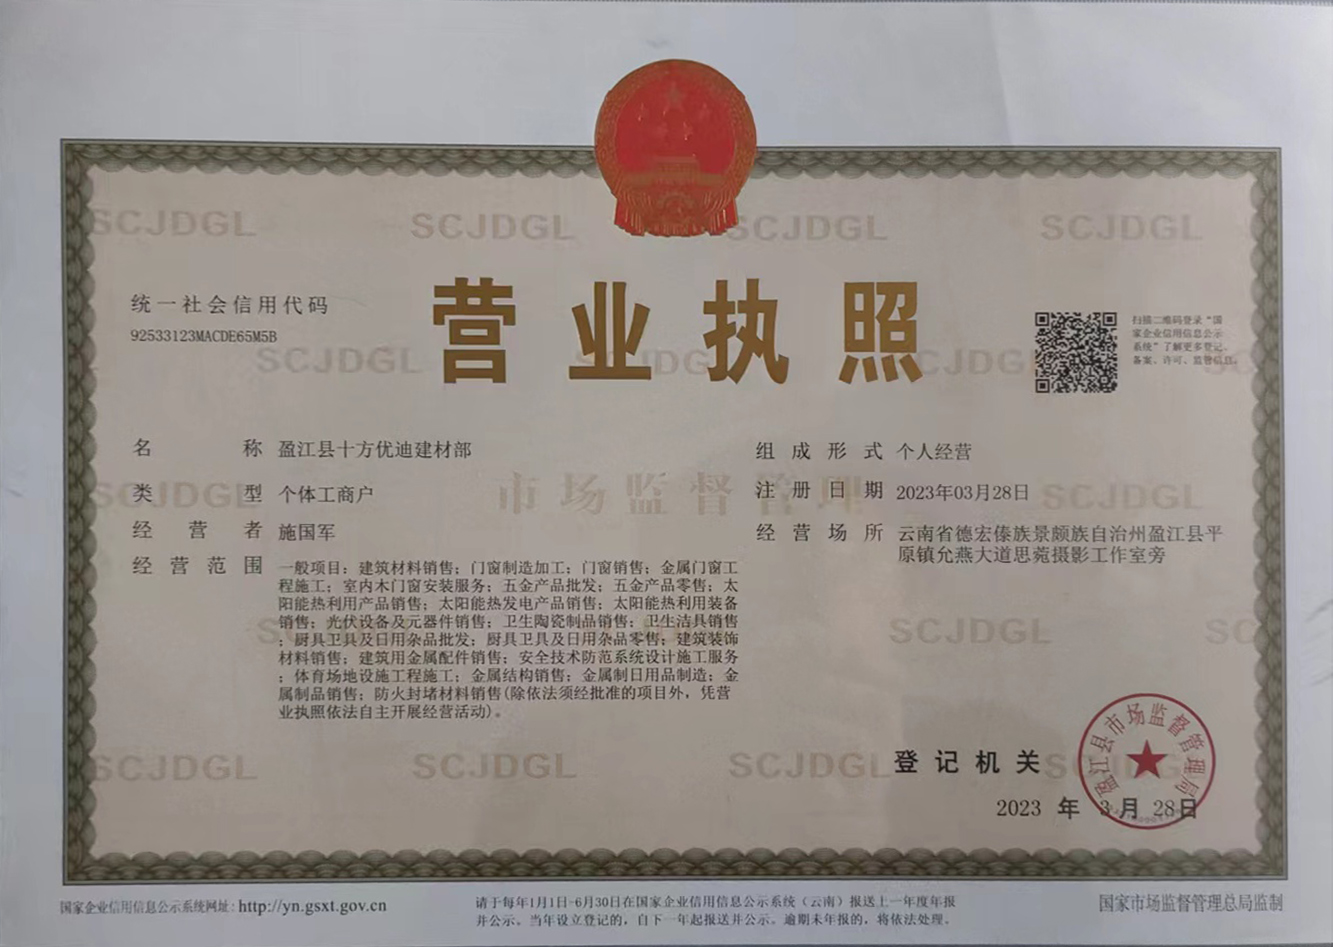 统一社会信用代码
92533123MACDE65M5B
营业执照
扫描二维码登录“国
家企业信用信息公示
系统”了解更多登记、
备案、许可、监管信息。
名称 盈江县十方优迪建材部
类型 个体工商户
经营者 施国军
经营范围 一般项目：建筑材料销售；门窗制造加工；门窗销售；金属门窗工
程施工；室内木门窗安装服务；五金产品批发；五金产品零售；太
阳能热利用产品销售；太阳能热发电产品销售；太阳能热利用装备
销售；光伏设备及元器件销售；卫生陶瓷制品销售；卫生洁具销售
；厨具卫具及日用杂品批发；厨具卫具及日用杂品零售；建筑装饰
材料销售；建筑用金属配件销售；安全技术防范系统设计施工服务
；体育场地设施工程施工；金属结构销售；金属制日用品制造；金
属制品销售；防火封堵材料销售(除依法须经批准的项目外，凭营
业执照依法自主开展经营活动)。
组成形式 个人经营
注册日期 2023年03月28日
经营场所 云南省德宏傣族景颇族自治州盈江县平
原镇允燕大道思菀摄影工作室旁
市场监督管理
SCJDGL
登记机关
盈江县市场监督管理局
2023 年 3 月 28日
国家企业信用信息公示系统网址：http://yn.gsxt.gov.cn
请于每年1月1日-6月30日在国家企业信用信息公示系统（云南）报送上一年度年报
并公示。当年设立登记的，自下一年起报送并公示。逾期未年报的，将依法处理。
国家市场监督管理总局监制